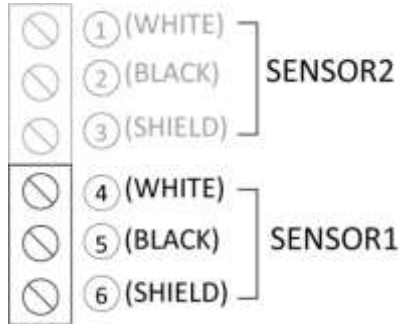 1 (WHITE)
2 (BLACK) SENSOR2
3 (SHIELD)
4 (WHITE)
5 (BLACK) SENSOR1
6 (SHIELD)